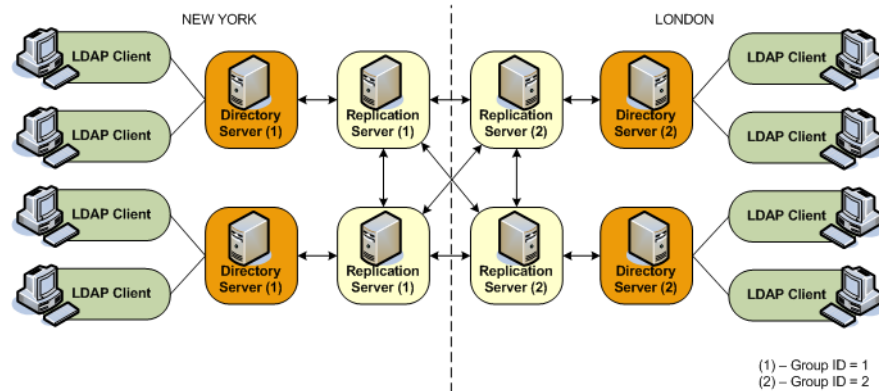 NEW YORK
LONDON
LDAP Client
LDAP Client
Directory
Server (1)
Replication
Server (1)
Replication
Server (2)
Directory
Server (2)
LDAP Client
LDAP Client
LDAP Client
LDAP Client
Directory
Server (1)
Replication
Server (1)
Replication
Server (2)
Directory
Server (2)
LDAP Client
LDAP Client
(1) – Group ID = 1
(2) – Group ID = 2